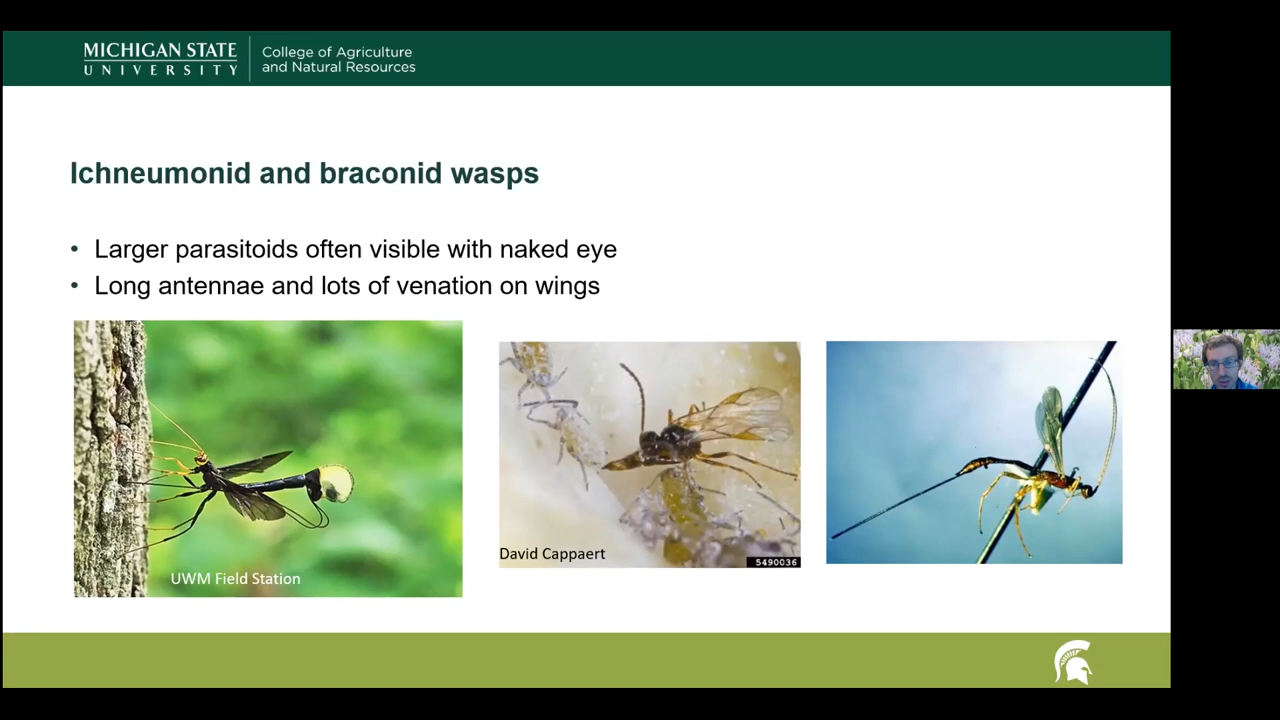 MICHIGAN STATE
UNIVERSITY
College of Agriculture
and Natural Resources
Ichneumonid and braconid wasps
• Larger parasitoids often visible with naked eye
• Long antennae and lots of venation on wings
UWM Field Station
David Cappaert
5490036